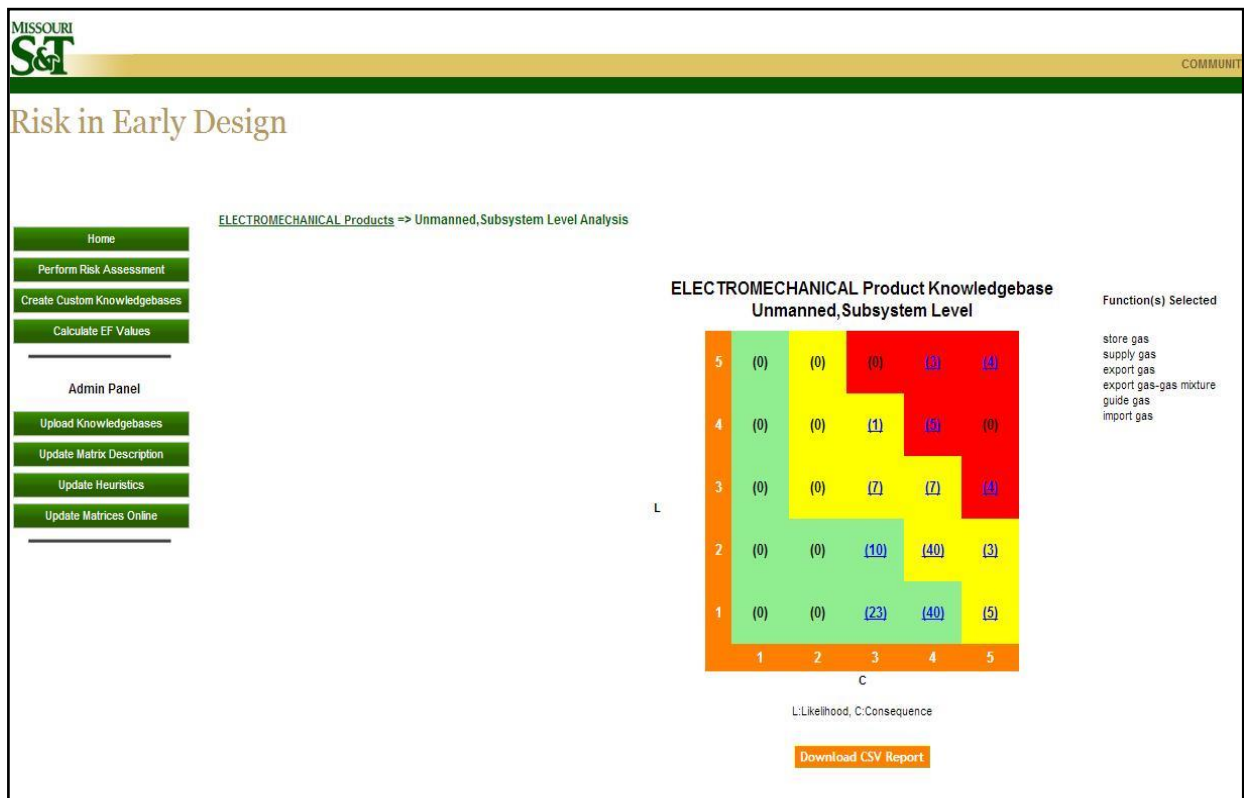 MISSOURI
S&T
COMMUNIT
Risk in Early Design
ELECTROMECHANICAL Products => Unmanned,Subsystem Level Analysis
Home
Perform Risk Assessment
Create Custom Knowledgebases
Calculate EF Values
Admin Panel
Upload Knowledgebases
Update Matrix Description
Update Heuristics
Update Matrices Online
ELECTROMECHANICAL Product Knowledgebase
Unmanned,Subsystem Level
L
5 (0) (0) (0) (3) (4)
4 (0) (0) (1) (5) (0)
3 (0) (0) (7) (7) (4)
2 (0) (0) (10) (40) (3)
1 (0) (0) (23) (40) (5)
1 2 3 4 5
C
L:Likelihood, C:Consequence
Download CSV Report
Function(s) Selected
store gas
supply gas
export gas
export gas-gas mixture
guide gas
import gas